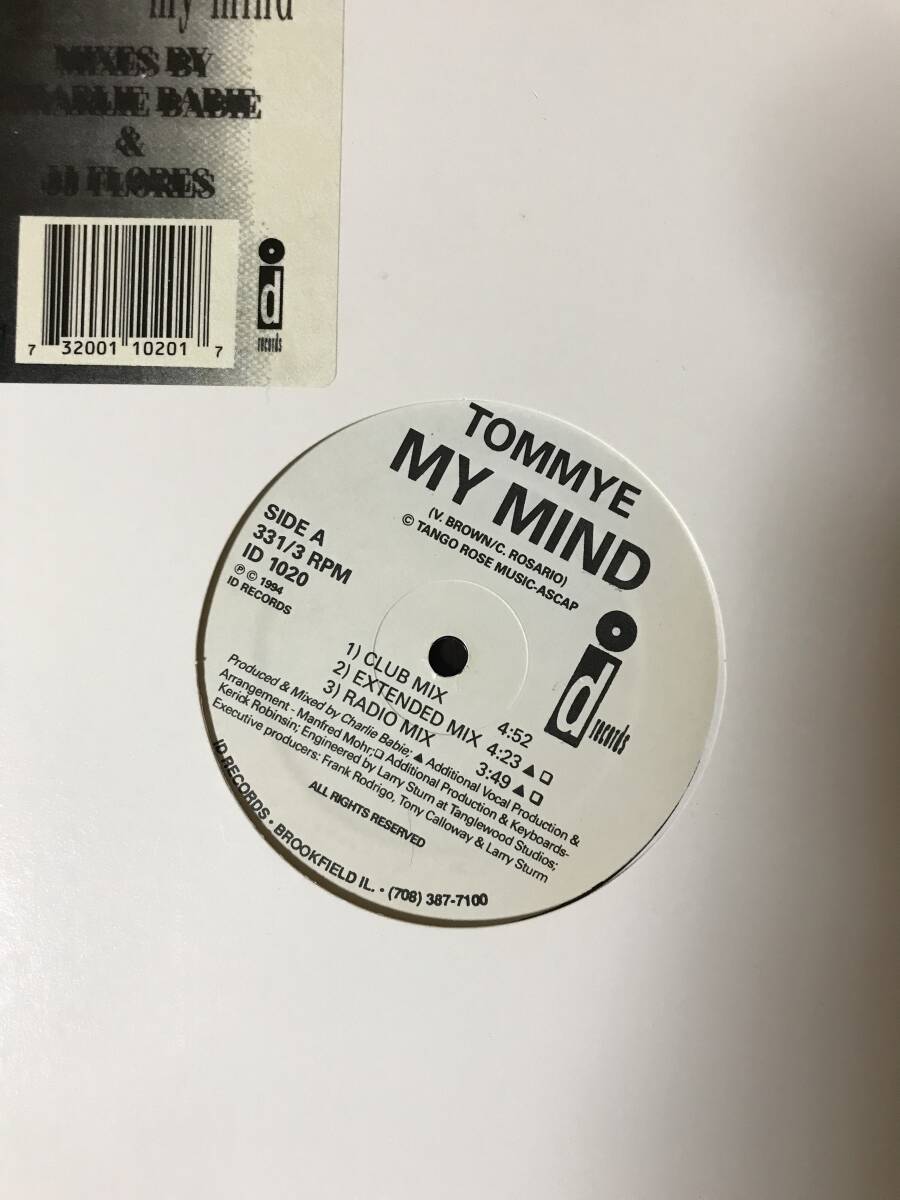 my mind
MIXES BY
CHARLIE BABIE
&
JJ FLORES
7 32001 10201 7
id
records
TOMMYE
MY MIND
(V. BROWN/C. ROSARIO)
© TANGO ROSE MUSIC-ASCAP
SIDE A
331/3 RPM
ID 1020
℗ © 1994
ID RECORDS
id
records
1) CLUB MIX 4:52
2) EXTENDED MIX 4:23 ▲ ❑
3) RADIO MIX 3:49 ▲ ❑
Produced & Mixed by Charlie Babie; ▲ Additional Vocal Production &
Arrangement - Manfred Mohr; ❑ Additional Production & Keyboards-
Kerick Robinsin; Engineered by Larry Sturn at Tanglewood Studios;
Executive producers: Frank Rodrigo, Tony Calloway & Larry Sturm
ALL RIGHTS RESERVED
ID RECORDS • BROOKFIELD IL. • (708) 387-7100